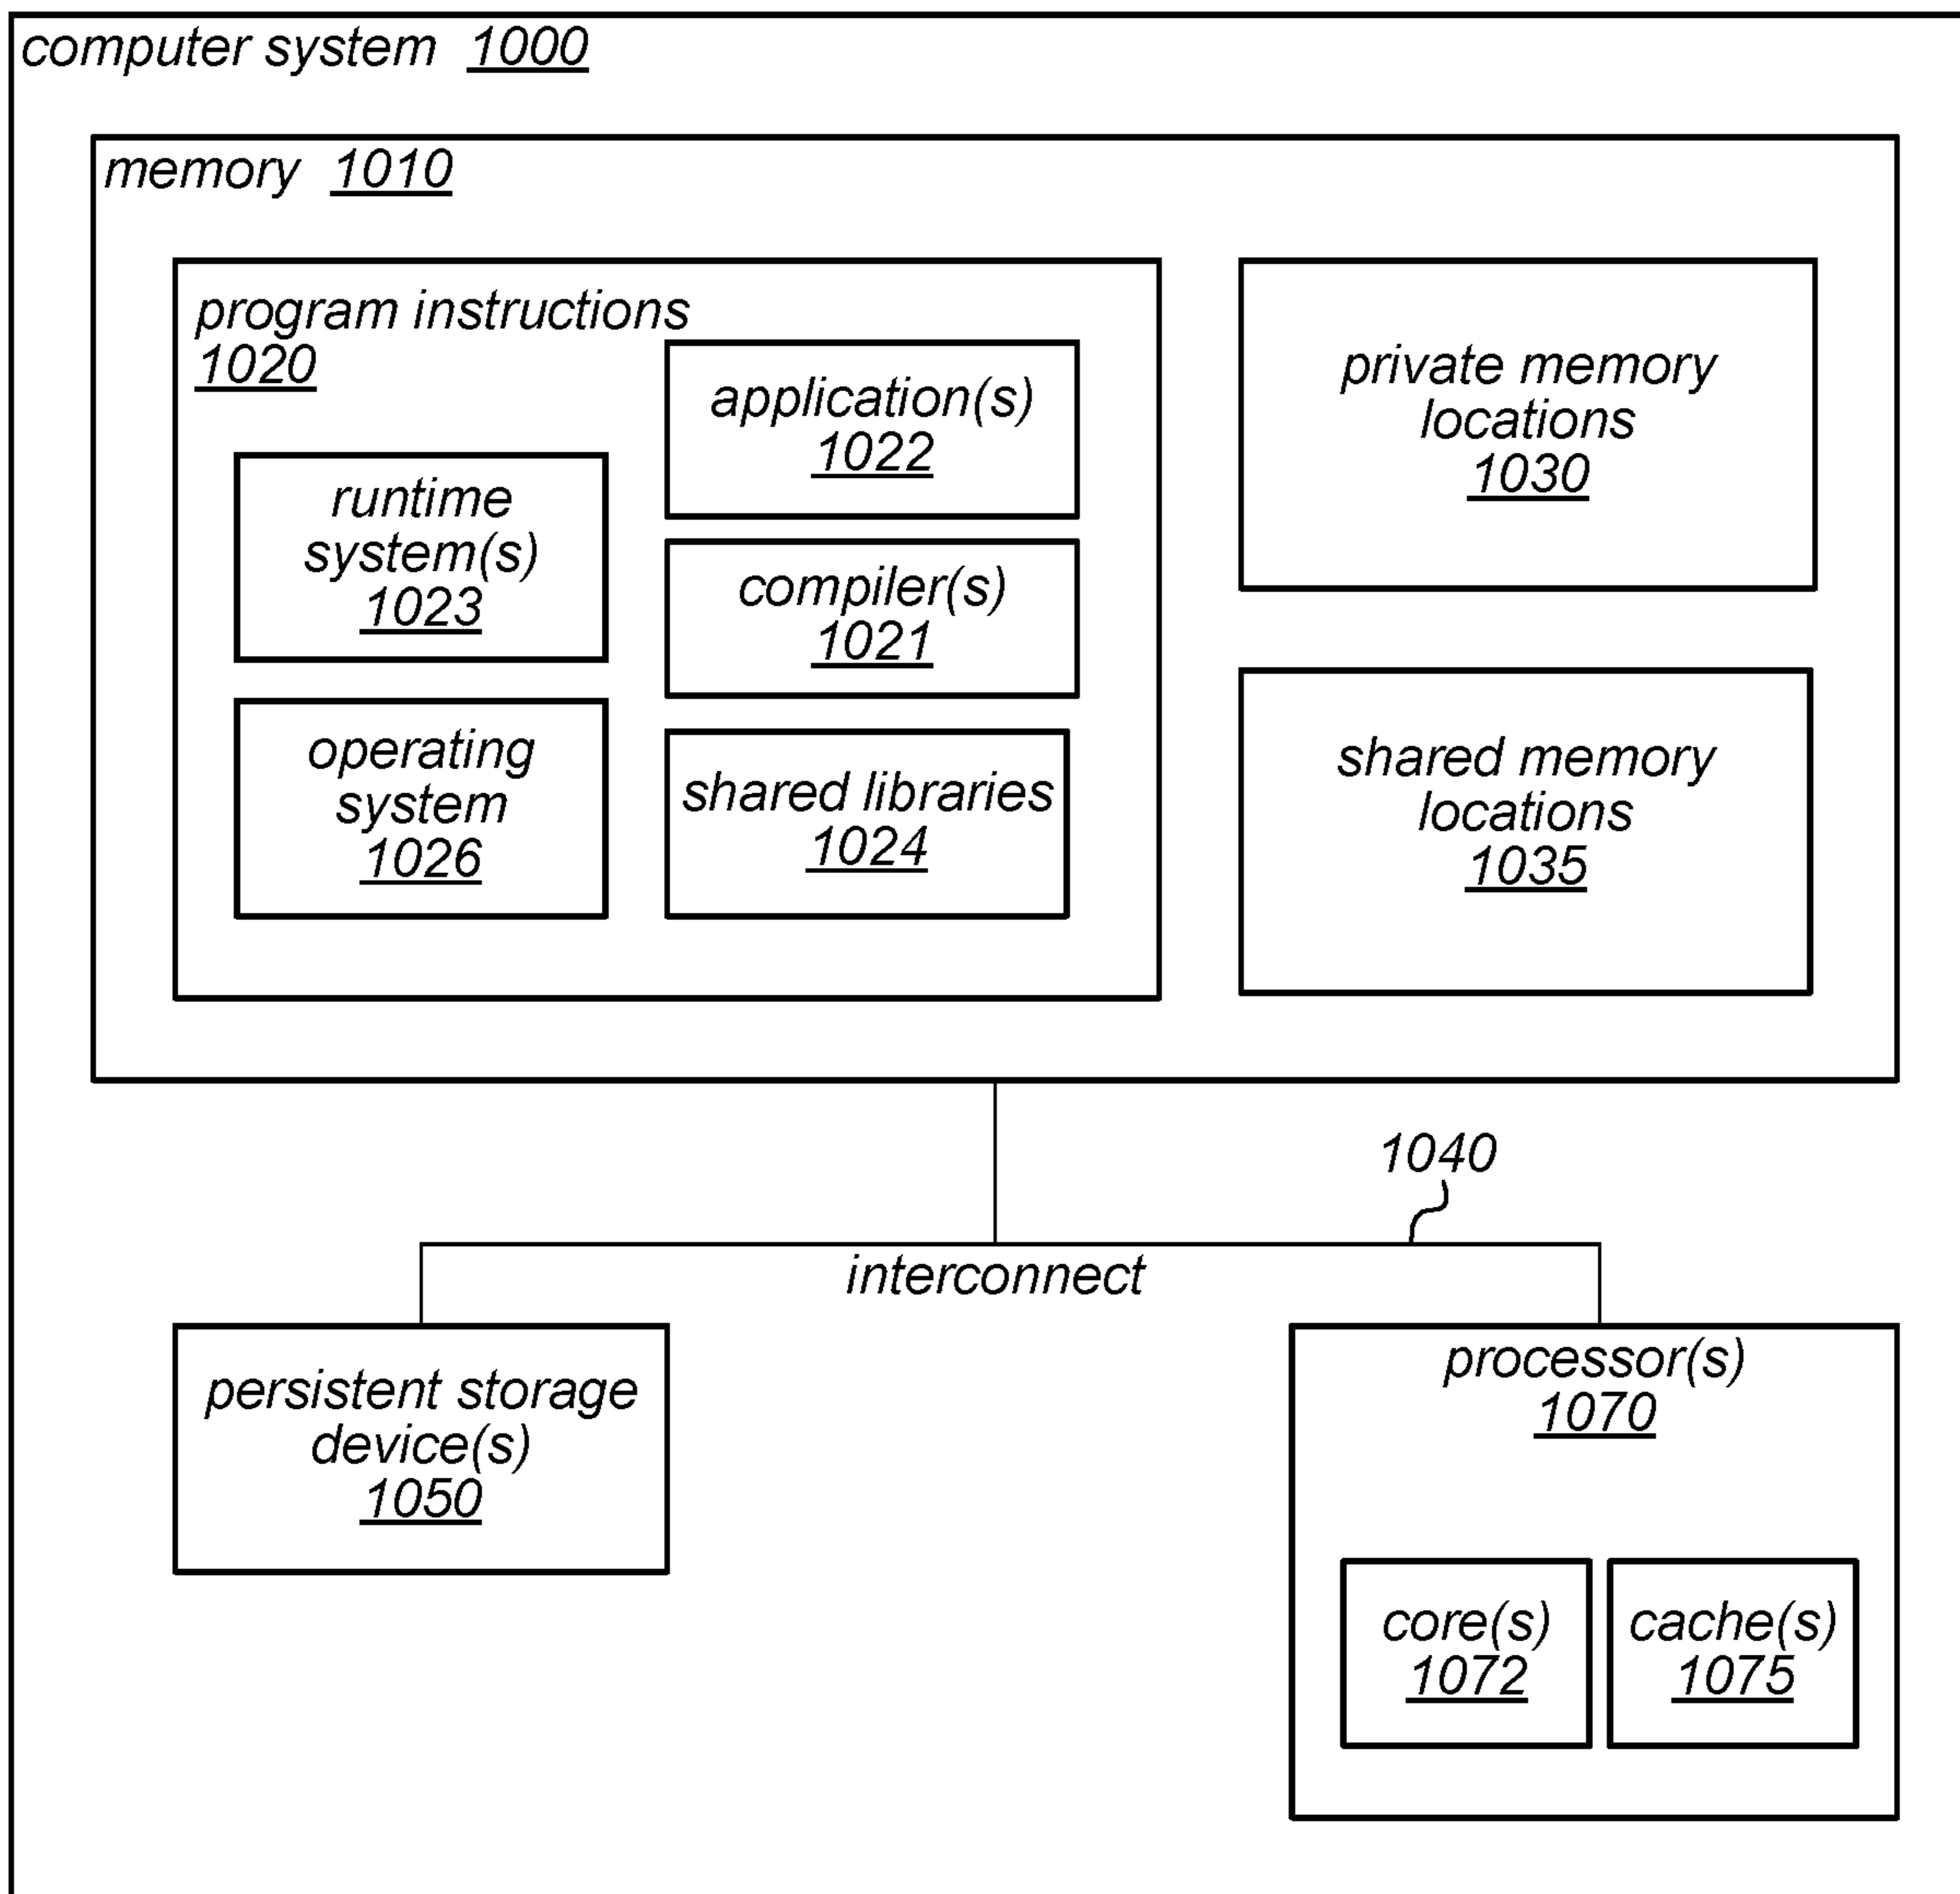 computer system 1000
memory 1010
program instructions
1020
application(s)
1022
runtime
system(s)
1023
compiler(s)
1021
operating
system
1026
shared libraries
1024
private memory
locations
1030
shared memory
locations
1035
1040
interconnect
persistent storage
device(s)
1050
processor(s)
1070
core(s)
1072
cache(s)
1075